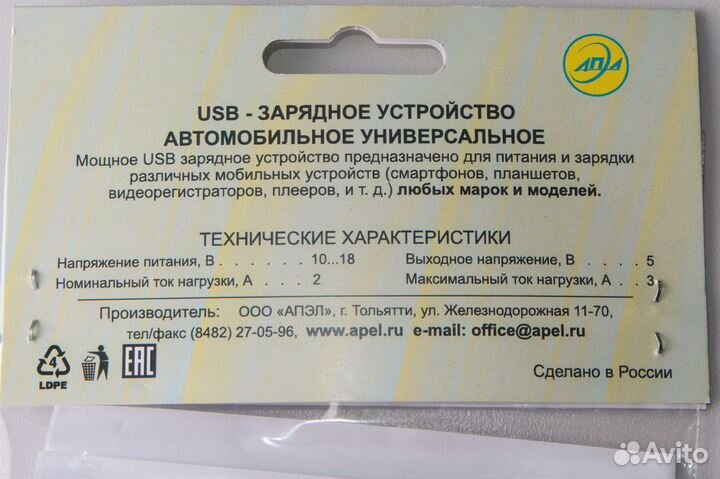 АПЭЛ
USB - ЗАРЯДНОЕ УСТРОЙСТВО
АВТОМОБИЛЬНОЕ УНИВЕРСАЛЬНОЕ
Мощное USB зарядное устройство предназначено для питания и зарядки
различных мобильных устройств (смартфонов, планшетов,
видеорегистраторов, плееров, и т. д.) любых марок и моделей.
ТЕХНИЧЕСКИЕ ХАРАКТЕРИСТИКИ
Напряжение питания, В . . . . . . 10...18 Выходное напряжение, В . . . . 5
Номинальный ток нагрузки, А . . . 2 Максимальный ток нагрузки, А . 3
Производитель: ООО «АПЭЛ», г. Тольятти, ул. Железнодорожная 11-70,
тел/факс (8482) 27-05-96, www.apel.ru e-mail: office@apel.ru
4
LDPE
EAC
Сделано в России
Avito